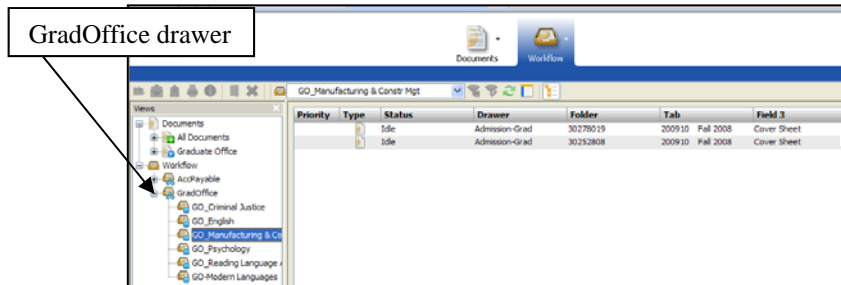 GradOffice drawer
Documents
Workflow
GO_Manufacturing & Constr Mgt
Views
Documents
All Documents
Graduate Office
Workflow
AccPayable
GradOffice
GO_Criminal Justice
GO_English
GO_Manufacturing & Co
GO_Psychology
GO_Reading Language A
GO-Modern Languages
Priority Type Status Drawer Folder Tab Field 3
Idle Admission-Grad 30278019 200910 Fall 2008 Cover Sheet
Idle Admission-Grad 30252808 200910 Fall 2008 Cover Sheet